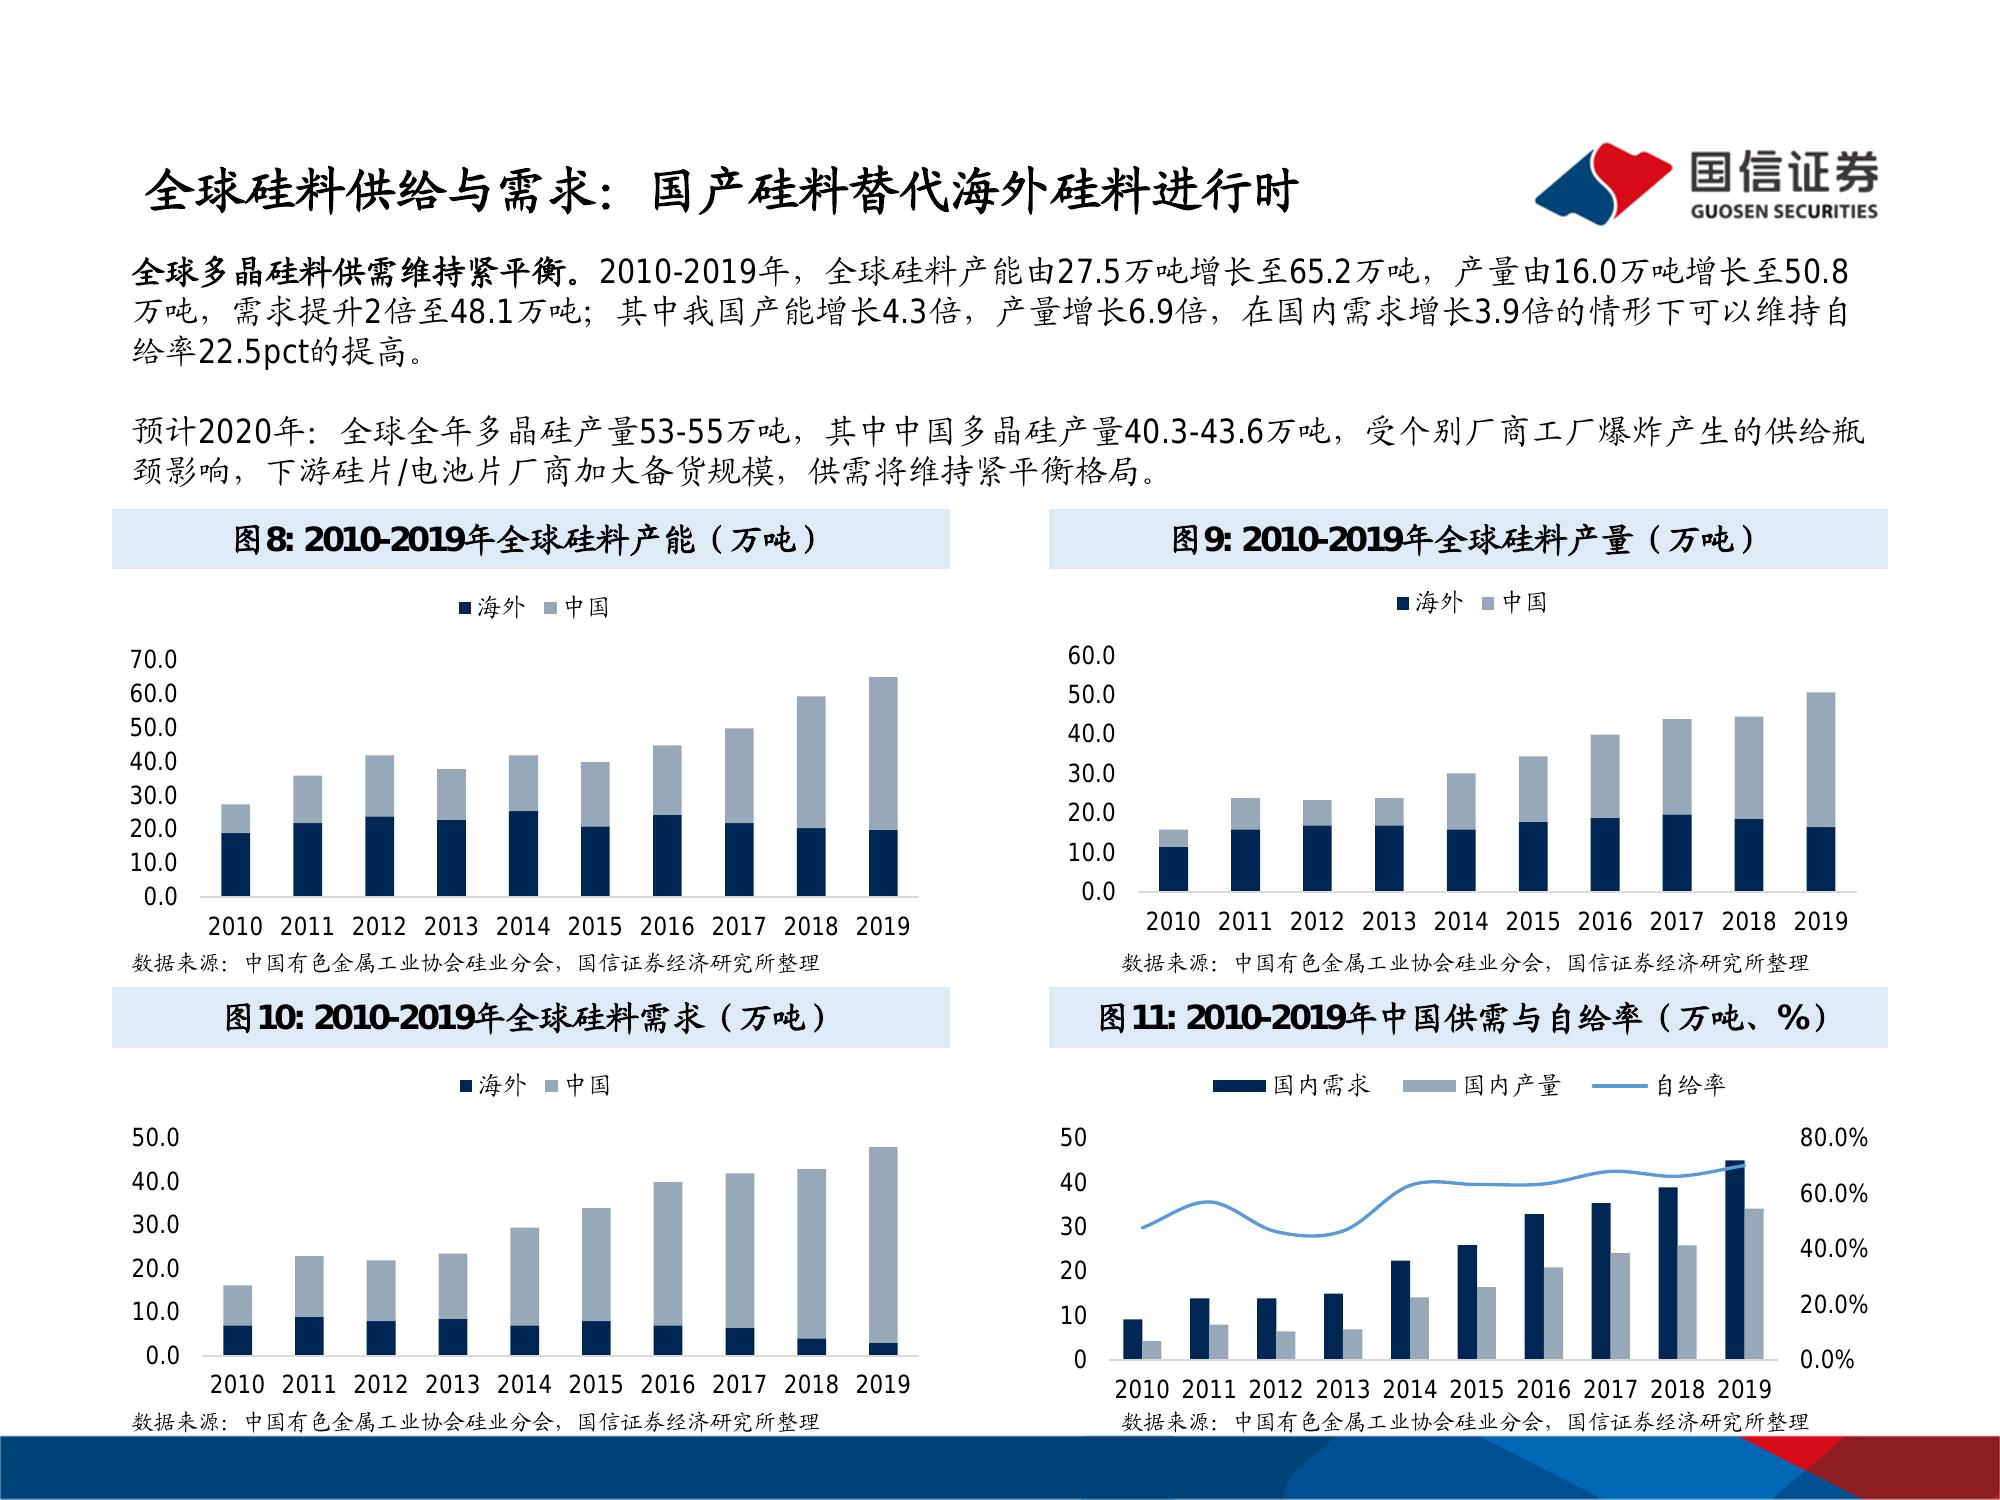 全球硅料供给与需求：国产硅料替代海外硅料进行时
国信证券
GUOSEN SECURITIES
全球多晶硅料供需维持紧平衡。2010-2019年，全球硅料产能由27.5万吨增长至65.2万吨，产量由16.0万吨增长至50.8
万吨，需求提升2倍至48.1万吨；其中我国产能增长4.3倍，产量增长6.9倍，在国内需求增长3.9倍的情形下可以维持自
给率22.5pct的提高。
预计2020年：全球全年多晶硅产量53-55万吨，其中中国多晶硅产量40.3-43.6万吨，受个别厂商工厂爆炸产生的供给瓶
颈影响，下游硅片/电池片厂商加大备货规模，供需将维持紧平衡格局。
图8: 2010-2019年全球硅料产能（万吨）
海外 中国
70.0
60.0
50.0
40.0
30.0
20.0
10.0
0.0
2010 2011 2012 2013 2014 2015 2016 2017 2018 2019
数据来源：中国有色金属工业协会硅业分会，国信证券经济研究所整理
图9: 2010-2019年全球硅料产量（万吨）
海外 中国
60.0
50.0
40.0
30.0
20.0
10.0
0.0
2010 2011 2012 2013 2014 2015 2016 2017 2018 2019
数据来源：中国有色金属工业协会硅业分会，国信证券经济研究所整理
图10: 2010-2019年全球硅料需求（万吨）
海外 中国
50.0
40.0
30.0
20.0
10.0
0.0
2010 2011 2012 2013 2014 2015 2016 2017 2018 2019
数据来源：中国有色金属工业协会硅业分会，国信证券经济研究所整理
图11: 2010-2019年中国供需与自给率（万吨、%）
国内需求 国内产量 自给率
50
40
30
20
10
0
80.0%
60.0%
40.0%
20.0%
0.0%
2010 2011 2012 2013 2014 2015 2016 2017 2018 2019
数据来源：中国有色金属工业协会硅业分会，国信证券经济研究所整理